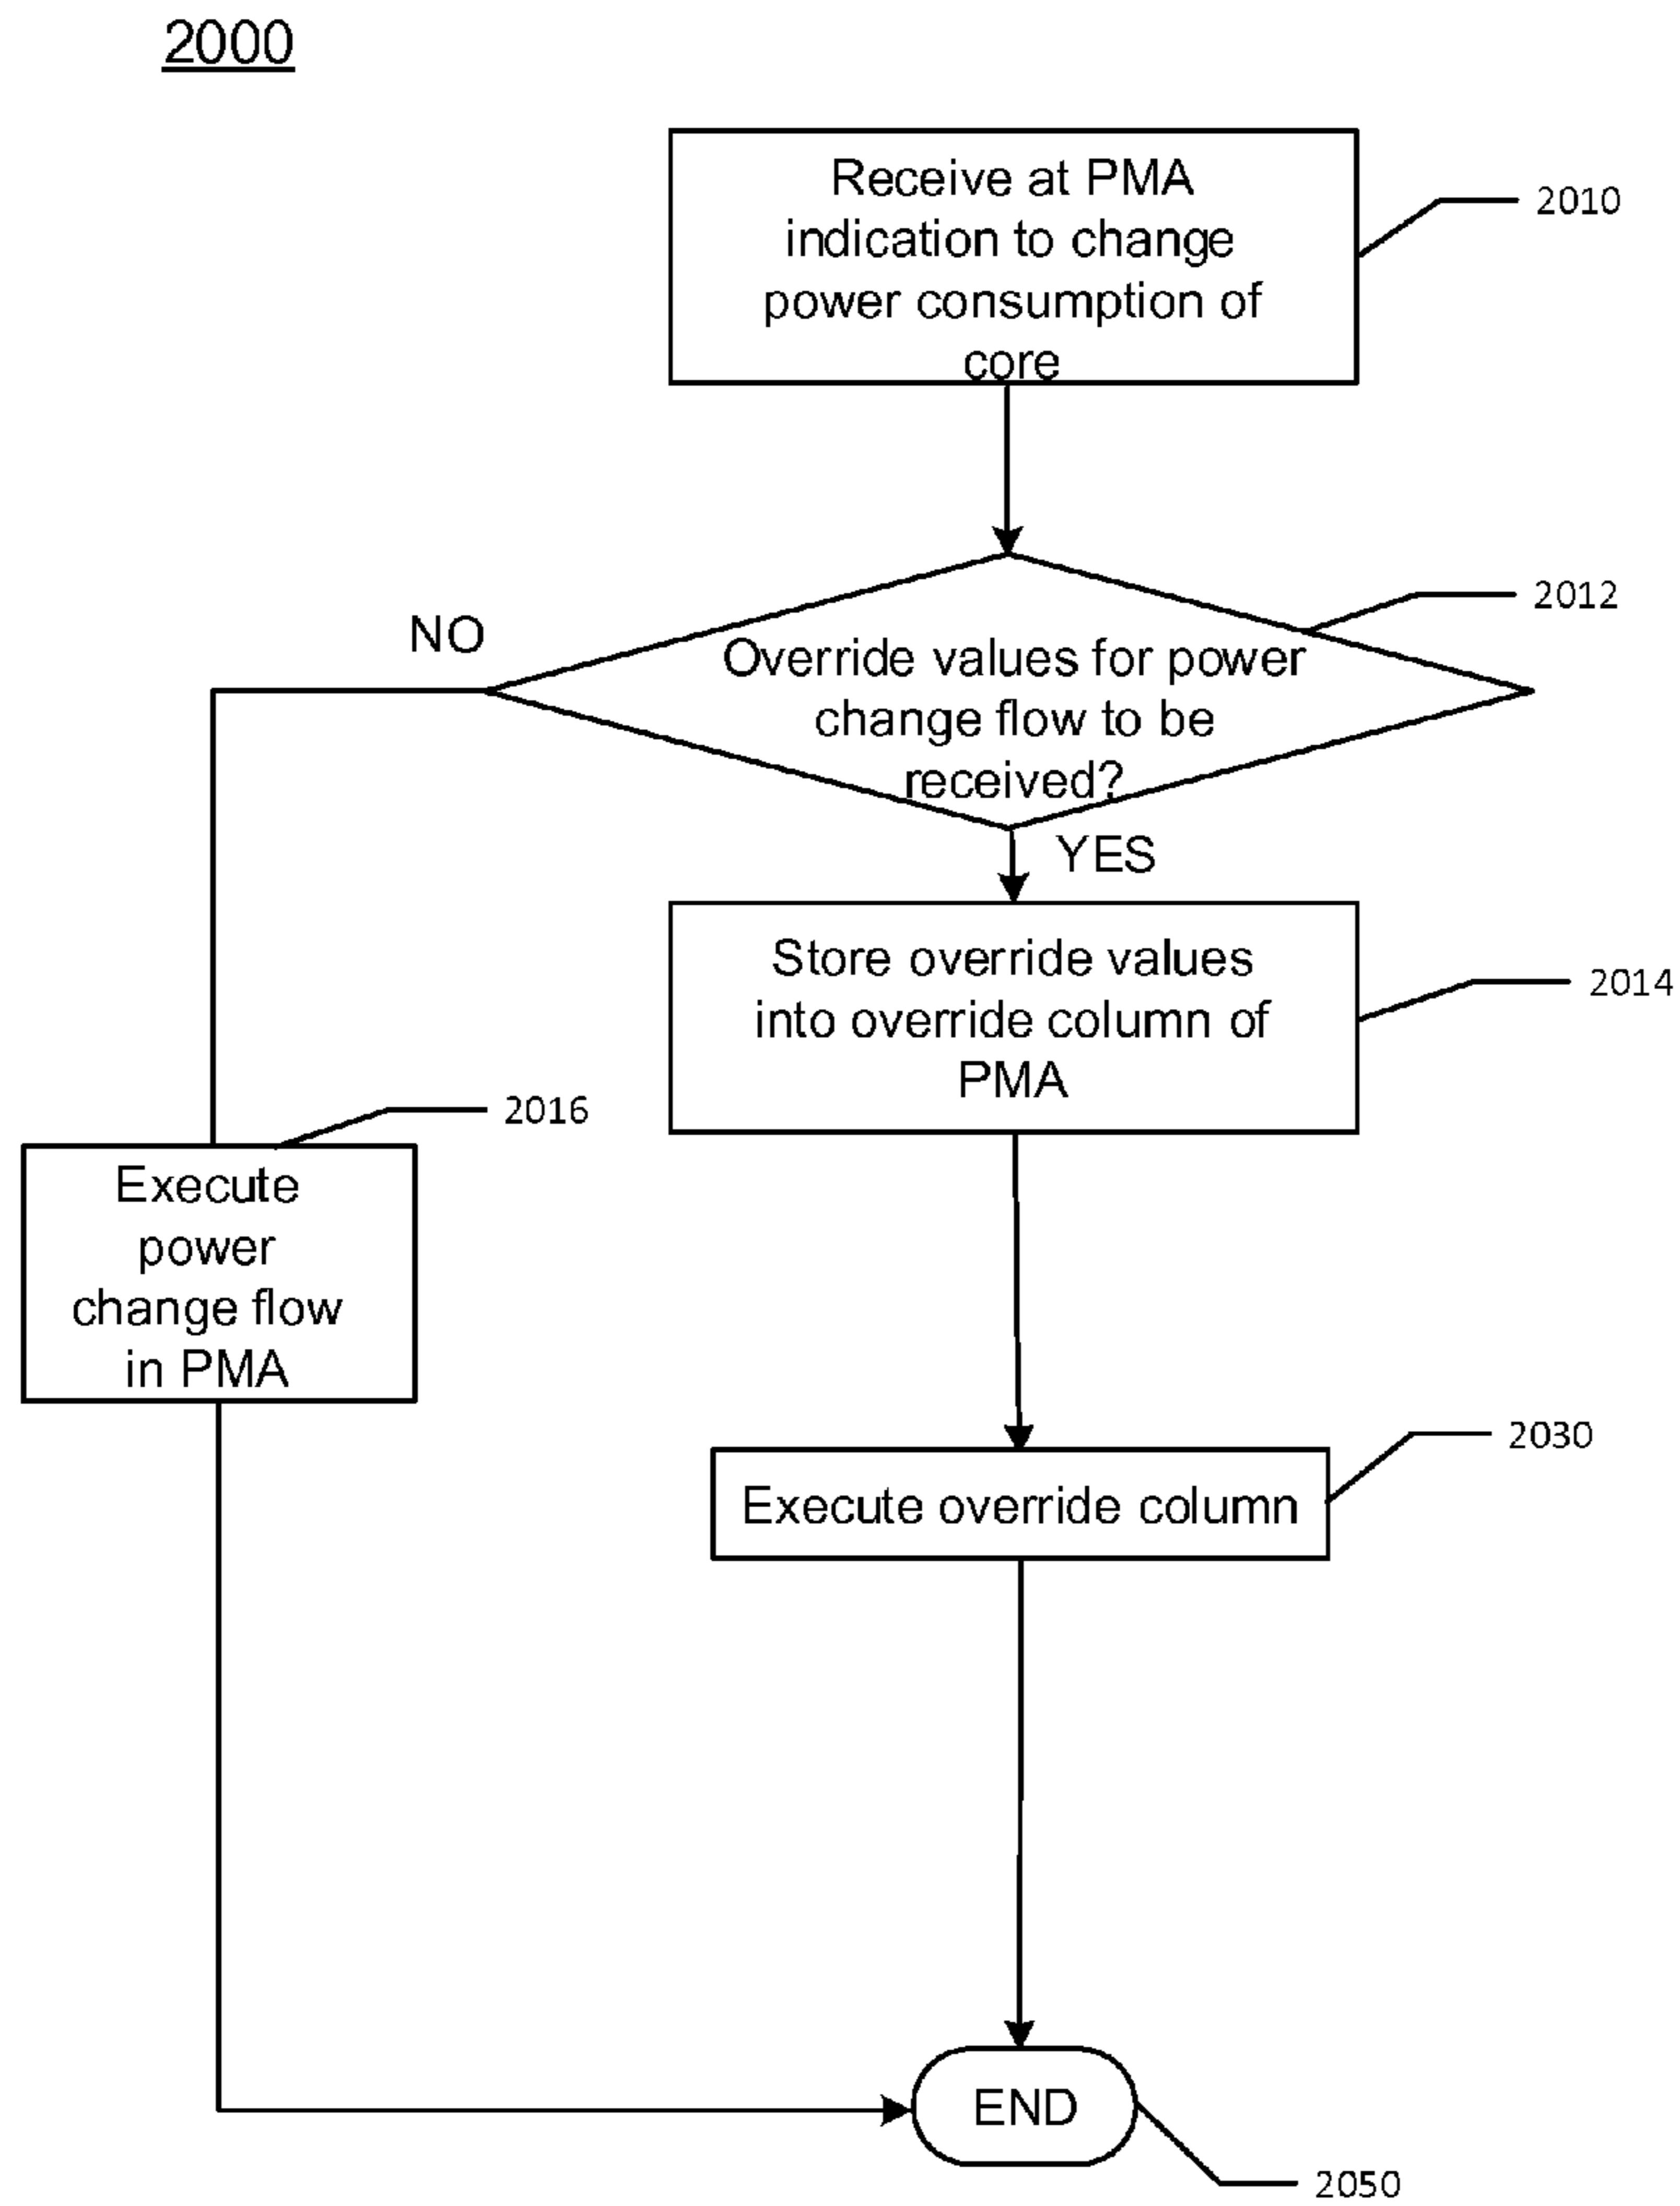 2000
Receive at PMA
indication to change
power consumption of
core
2010
2012
NO
Override values for power
change flow to be
received?
YES
Store override values
into override column of
PMA
2014
2016
Execute
power
change flow
in PMA
2030
Execute override column
END
2050